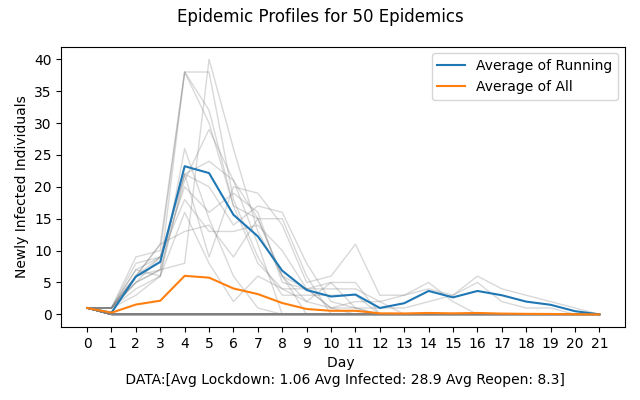 Epidemic Profiles for 50 Epidemics
Newly Infected Individuals
40
35
30
25
20
15
10
5
0
Average of Running
Average of All
0 1 2 3 4 5 6 7 8 9 10 11 12 13 14 15 16 17 18 19 20 21
Day
DATA:[Avg Lockdown: 1.06 Avg Infected: 28.9 Avg Reopen: 8.3]